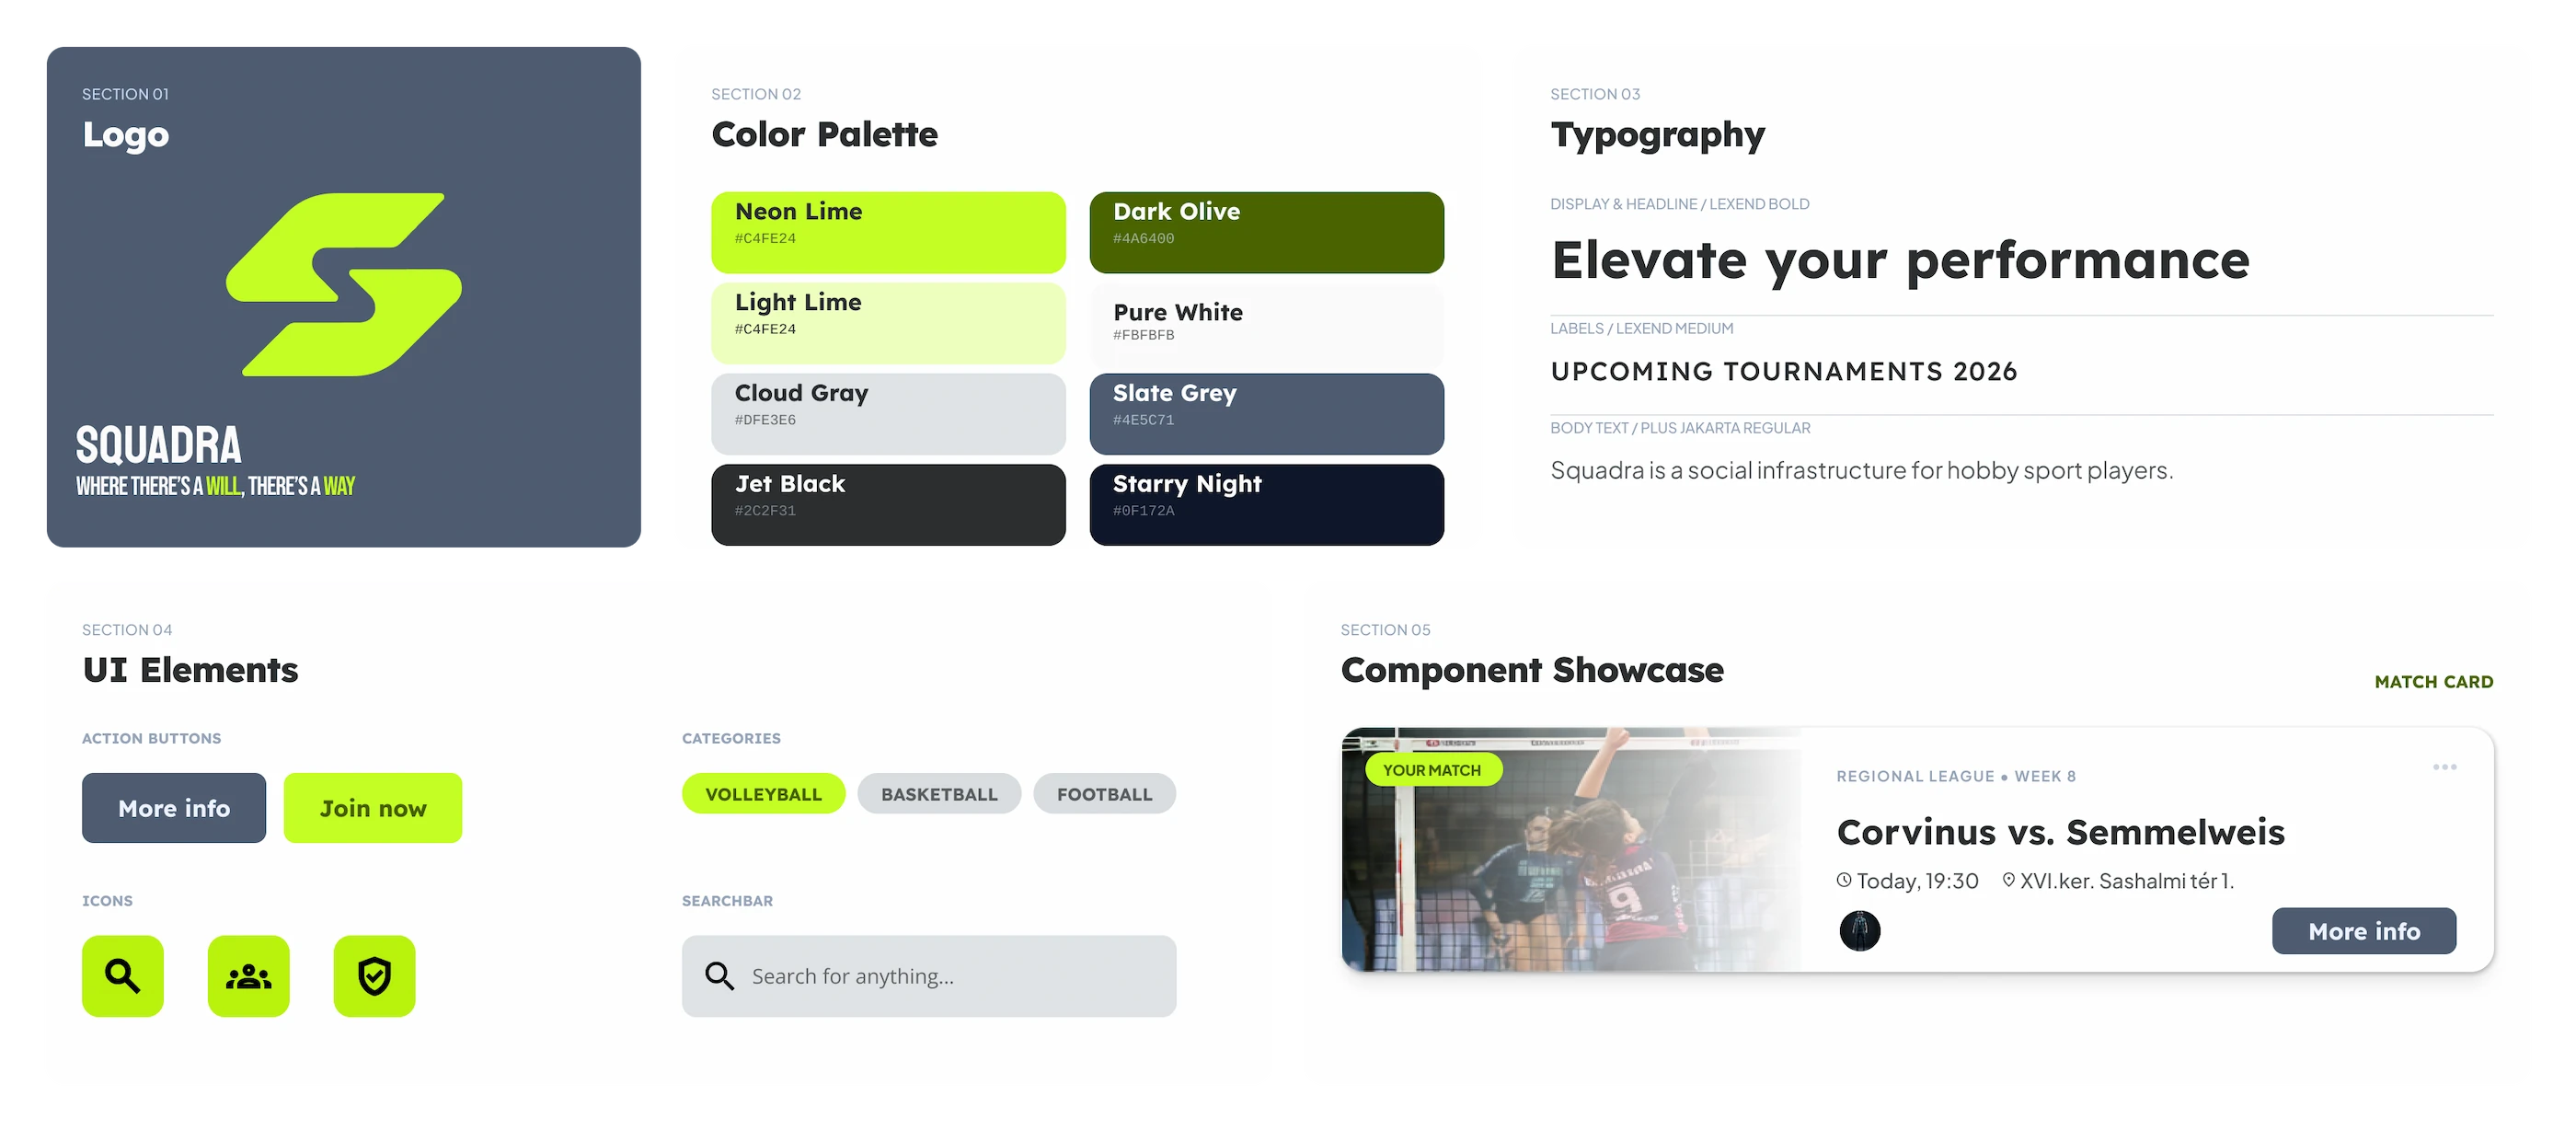 SECTION 01
Logo
SQUADRA
WHERE THERE'S A WILL, THERE'S A WAY
SECTION 02
Color Palette
Neon Lime
#C4FE24
Dark Olive
#4A6400
Light Lime
#C4FE24
Pure White
#FBFBFB
Cloud Gray
#DFE3E6
Slate Grey
#4E5C71
Jet Black
#2C2F31
Starry Night
#0F172A
SECTION 03
Typography
DISPLAY & HEADLINE / LEXEND BOLD
Elevate your performance
LABELS / LEXEND MEDIUM
UPCOMING TOURNAMENTS 2026
BODY TEXT / PLUS JAKARTA REGULAR
Squadra is a social infrastructure for hobby sport players.
SECTION 04
UI Elements
ACTION BUTTONS
More info
Join now
CATEGORIES
VOLLEYBALL
BASKETBALL
FOOTBALL
ICONS
SEARCHBAR
Search for anything...
SECTION 05
Component Showcase
MATCH CARD
YOUR MATCH
9
REGIONAL LEAGUE • WEEK 8
Corvinus vs. Semmelweis
Today, 19:30 XVI.ker. Sashalmi tér 1.
More info